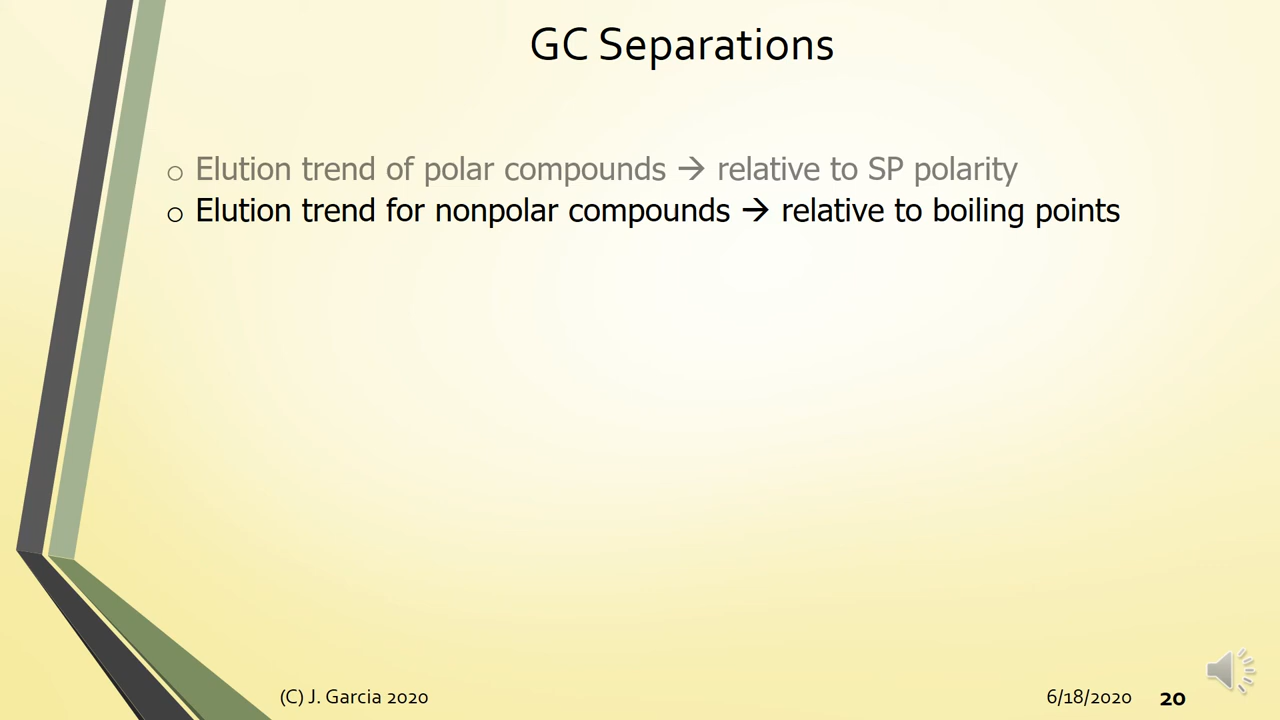 GC Separations
o Elution trend of polar compounds → relative to SP polarity
o Elution trend for nonpolar compounds → relative to boiling points
(C) J. Garcia 2020 6/18/2020 20